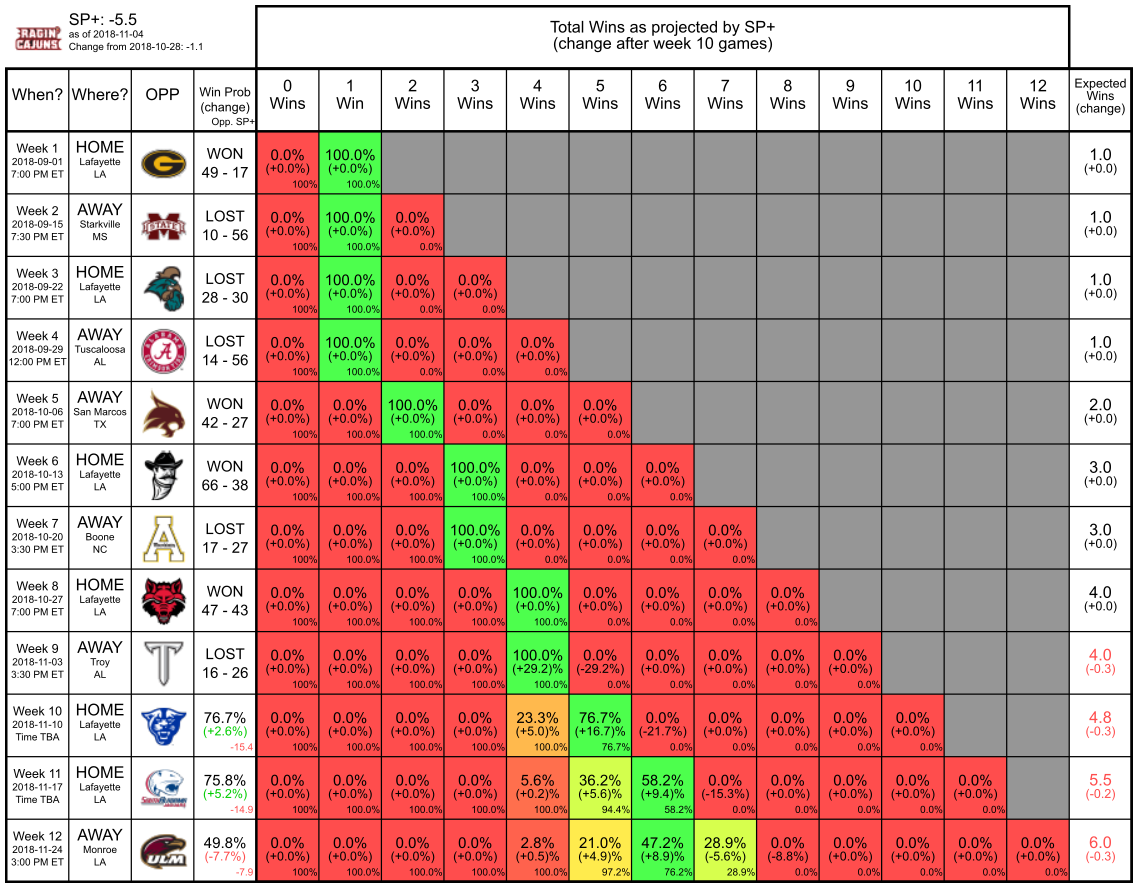 RAGIN'
CAJUNS
SP+: -5.5
as of 2018-11-04
Change from 2018-10-28: -1.1
Total Wins as projected by SP+
(change after week 10 games)
When? Where? OPP Win Prob (change) Opp. SP+ 0 Wins 1 Win 2 Wins 3 Wins 4 Wins 5 Wins 6 Wins 7 Wins 8 Wins 9 Wins 10 Wins 11 Wins 12 Wins Expected Wins (change)
Week 1 HOME G WON 0.0% 100.0% 1.0
2018-09-01 Lafayette (+0.0%) (+0.0%) (+0.0)
7:00 PM ET LA 49 - 17 100% 100.0%
Week 2 AWAY STATE LOST 0.0% 100.0% 0.0% 1.0
2018-09-15 Starkville (+0.0%) (+0.0%) (+0.0%) (+0.0)
7:30 PM ET MS 10 - 56 100% 100.0% 0.0%
Week 3 HOME LOST 0.0% 100.0% 0.0% 0.0% 1.0
2018-09-22 Lafayette (+0.0%) (+0.0%) (+0.0%) (+0.0%) (+0.0)
7:00 PM ET LA 28 - 30 100% 100.0% 0.0% 0.0%
Week 4 AWAY ALABAMA A CRIMSON TIDE LOST 0.0% 100.0% 0.0% 0.0% 0.0% 1.0
2018-09-29 Tuscaloosa (+0.0%) (+0.0%) (+0.0%) (+0.0%) (+0.0%) (+0.0)
12:00 PM ET AL 14 - 56 100% 100.0% 0.0% 0.0% 0.0%
Week 5 AWAY WON 0.0% 0.0% 100.0% 0.0% 0.0% 0.0% 2.0
2018-10-06 San Marcos (+0.0%) (+0.0%) (+0.0%) (+0.0%) (+0.0%) (+0.0%) (+0.0)
7:00 PM ET TX 42 - 27 100% 100.0% 100.0% 0.0% 0.0% 0.0%
Week 6 HOME WON 0.0% 0.0% 0.0% 100.0% 0.0% 0.0% 0.0% 3.0
2018-10-13 Lafayette (+0.0%) (+0.0%) (+0.0%) (+0.0%) (+0.0%) (+0.0%) (+0.0%) (+0.0)
5:00 PM ET LA 66 - 38 100% 100.0% 100.0% 100.0% 0.0% 0.0% 0.0%
Week 7 AWAY A LOST 0.0% 0.0% 0.0% 100.0% 0.0% 0.0% 0.0% 0.0% 3.0
2018-10-20 Boone (+0.0%) (+0.0%) (+0.0%) (+0.0%) (+0.0%) (+0.0%) (+0.0%) (+0.0%) (+0.0)
3:30 PM ET NC 17 - 27 100% 100.0% 100.0% 100.0% 0.0% 0.0% 0.0% 0.0%
Week 8 HOME WON 0.0% 0.0% 0.0% 0.0% 100.0% 0.0% 0.0% 0.0% 0.0% 4.0
2018-10-27 Lafayette (+0.0%) (+0.0%) (+0.0%) (+0.0%) (+0.0%) (+0.0%) (+0.0%) (+0.0%) (+0.0%) (+0.0)
7:00 PM ET LA 47 - 43 100% 100.0% 100.0% 100.0% 100.0% 0.0% 0.0% 0.0% 0.0%
Week 9 AWAY T LOST 0.0% 0.0% 0.0% 0.0% 100.0% 0.0% 0.0% 0.0% 0.0% 0.0% 4.0
2018-11-03 Troy (+0.0%) (+0.0%) (+0.0%) (+0.0%) (+29.2)% (-29.2%) (+0.0%) (+0.0%) (+0.0%) (+0.0%) (-0.3)
3:30 PM ET AL 16 - 26 100% 100.0% 100.0% 100.0% 100.0% 0.0% 0.0% 0.0% 0.0% 0.0%
Week 10 HOME 76.7% 0.0% 0.0% 0.0% 0.0% 23.3% 76.7% 0.0% 0.0% 0.0% 0.0% 0.0% 4.8
2018-11-10 Lafayette (+2.6%) (+0.0%) (+0.0%) (+0.0%) (+0.0%) (+5.0)% (+16.7)% (-21.7%) (+0.0%) (+0.0%) (+0.0%) (+0.0%) (-0.3)
Time TBA LA -15.4 100% 100.0% 100.0% 100.0% 100.0% 76.7% 0.0% 0.0% 0.0% 0.0% 0.0%
Week 11 HOME 75.8% 0.0% 0.0% 0.0% 0.0% 5.6% 36.2% 58.2% 0.0% 0.0% 0.0% 0.0% 0.0% 5.5
2018-11-17 Lafayette (+5.2%) (+0.0%) (+0.0%) (+0.0%) (+0.0%) (+0.2)% (+5.6)% (+9.4)% (-15.3%) (+0.0%) (+0.0%) (+0.0%) (+0.0%) (-0.2)
Time TBA LA -14.9 100% 100.0% 100.0% 100.0% 100.0% 94.4% 58.2% 0.0% 0.0% 0.0% 0.0% 0.0%
Week 12 AWAY ULM 49.8% 0.0% 0.0% 0.0% 0.0% 2.8% 21.0% 47.2% 28.9% 0.0% 0.0% 0.0% 0.0% 0.0% 6.0
2018-11-24 Monroe (-7.7%) (+0.0%) (+0.0%) (+0.0%) (+0.0%) (+0.5)% (+4.9)% (+8.9)% (-5.6%) (-8.8%) (+0.0%) (+0.0%) (+0.0%) (+0.0%) (-0.3)
3:00 PM ET LA -7.9 100% 100.0% 100.0% 100.0% 100.0% 97.2% 76.2% 28.9% 0.0% 0.0% 0.0% 0.0% 0.0%